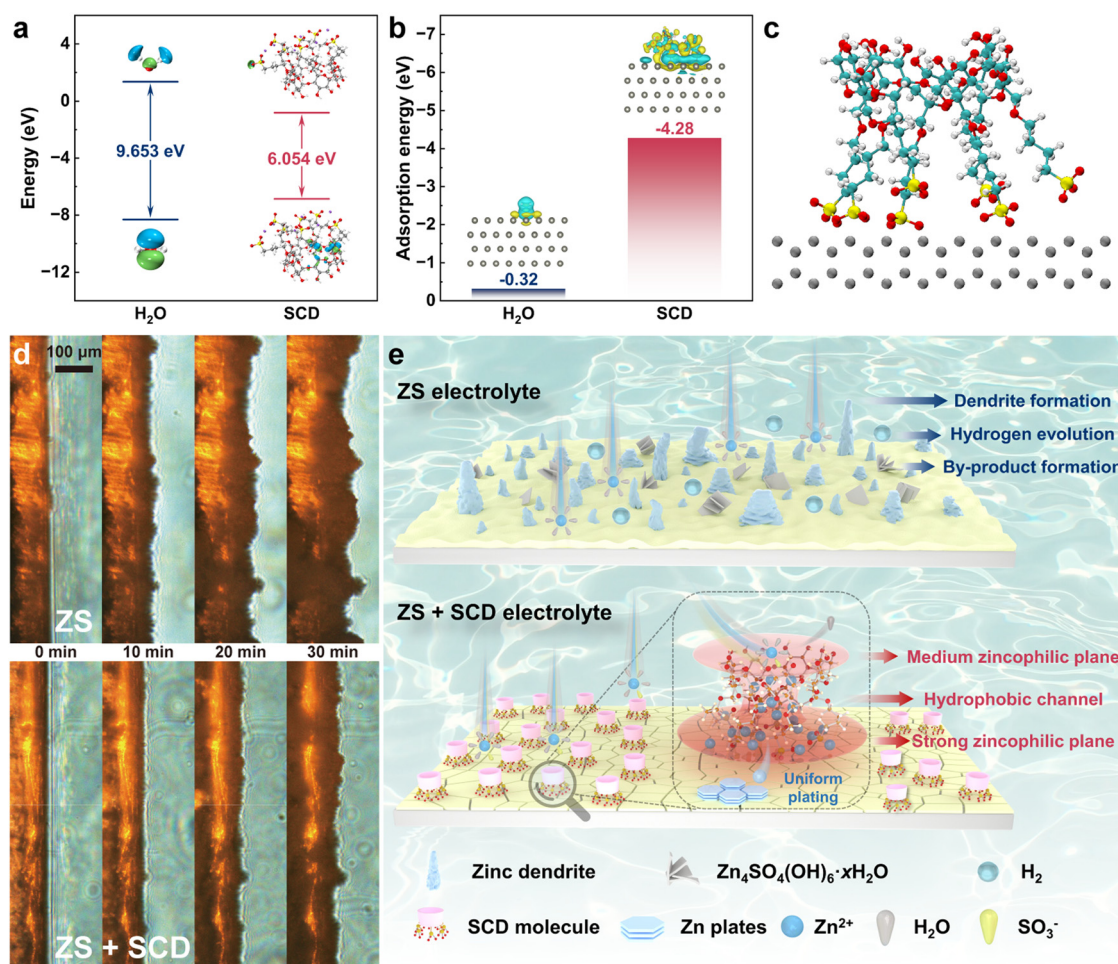 a
4
0
−4
−8
−12
Energy (eV)
9.653 eV
6.054 eV
H₂O
SCD
b
−7
−6
−5
−4
−3
−2
−1
0
Adsorption energy (eV)
-4.28
-0.32
H₂O
SCD
c
d
100 μm
ZS
0 min
10 min
20 min
30 min
ZS + SCD
e
ZS electrolyte
Dendrite formation
Hydrogen evolution
By-product formation
ZS + SCD electrolyte
Medium zincophilic plane
Hydrophobic channel
Strong zincophilic plane
Uniform
plating
Zinc dendrite
Zn₄SO₄(OH)₆·xH₂O
H₂
SCD molecule
Zn plates
Zn²⁺
H₂O
SO₃⁻